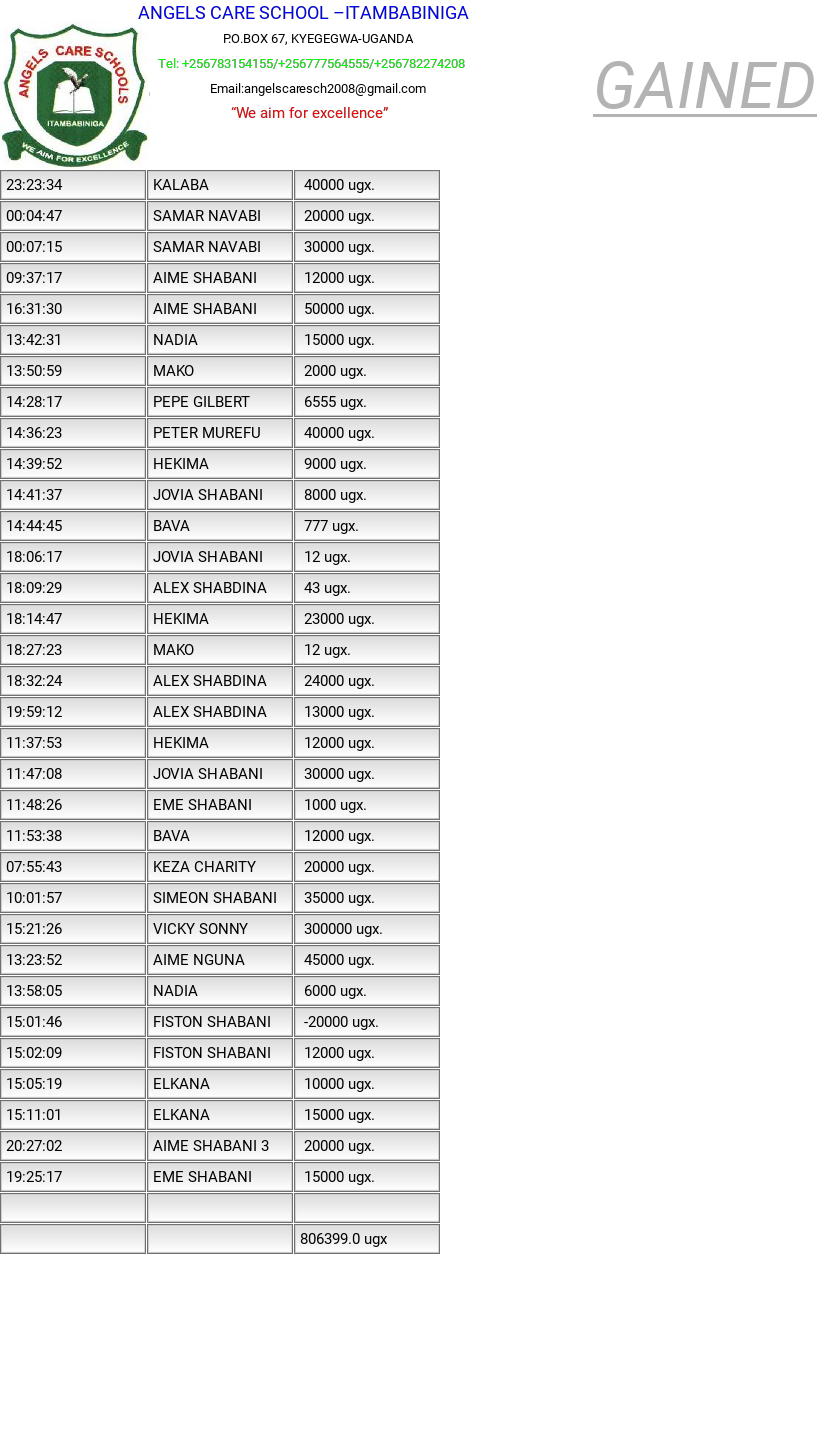 ANGELS CARE SCHOOL –ITAMBABINIGA
P.O.BOX 67, KYEGEGWA-UGANDA
Tel: +256783154155/+256777564555/+256782274208
Email:angelscaresch2008@gmail.com
“We aim for excellence”
GAINED
ANGELS CARE SCHOOLS
ITAMBABINIGA
WE AIM FOR EXCELLENCE
23:23:34 KALABA 40000 ugx.
00:04:47 SAMAR NAVABI 20000 ugx.
00:07:15 SAMAR NAVABI 30000 ugx.
09:37:17 AIME SHABANI 12000 ugx.
16:31:30 AIME SHABANI 50000 ugx.
13:42:31 NADIA 15000 ugx.
13:50:59 MAKO 2000 ugx.
14:28:17 PEPE GILBERT 6555 ugx.
14:36:23 PETER MUREFU 40000 ugx.
14:39:52 HEKIMA 9000 ugx.
14:41:37 JOVIA SHABANI 8000 ugx.
14:44:45 BAVA 777 ugx.
18:06:17 JOVIA SHABANI 12 ugx.
18:09:29 ALEX SHABDINA 43 ugx.
18:14:47 HEKIMA 23000 ugx.
18:27:23 MAKO 12 ugx.
18:32:24 ALEX SHABDINA 24000 ugx.
19:59:12 ALEX SHABDINA 13000 ugx.
11:37:53 HEKIMA 12000 ugx.
11:47:08 JOVIA SHABANI 30000 ugx.
11:48:26 EME SHABANI 1000 ugx.
11:53:38 BAVA 12000 ugx.
07:55:43 KEZA CHARITY 20000 ugx.
10:01:57 SIMEON SHABANI 35000 ugx.
15:21:26 VICKY SONNY 300000 ugx.
13:23:52 AIME NGUNA 45000 ugx.
13:58:05 NADIA 6000 ugx.
15:01:46 FISTON SHABANI -20000 ugx.
15:02:09 FISTON SHABANI 12000 ugx.
15:05:19 ELKANA 10000 ugx.
15:11:01 ELKANA 15000 ugx.
20:27:02 AIME SHABANI 3 20000 ugx.
19:25:17 EME SHABANI 15000 ugx.
806399.0 ugx